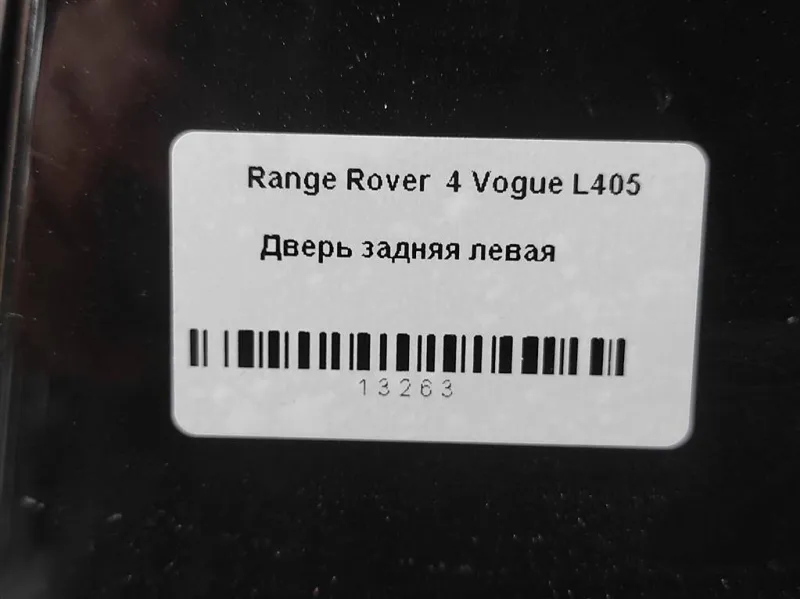 Range Rover 4 Vogue L405
Дверь задняя левая
13263